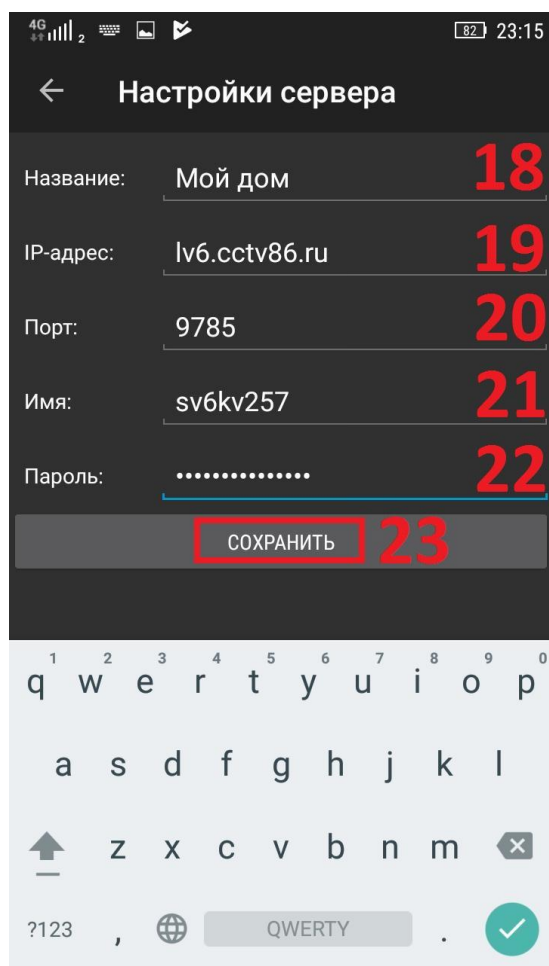 4G 2 82 23:15
Настройки сервера
Название: Мой дом 18
IP-адрес: lv6.cctv86.ru 19
Порт: 9785 20
Имя: sv6kv257 21
Пароль: ••••••••••••••• 22
СОХРАНИТЬ 23
1 2 3 4 5 6 7 8 9 0
q w e r t y u i o p
a s d f g h j k l
z x c v b n m
?123 , QWERTY .